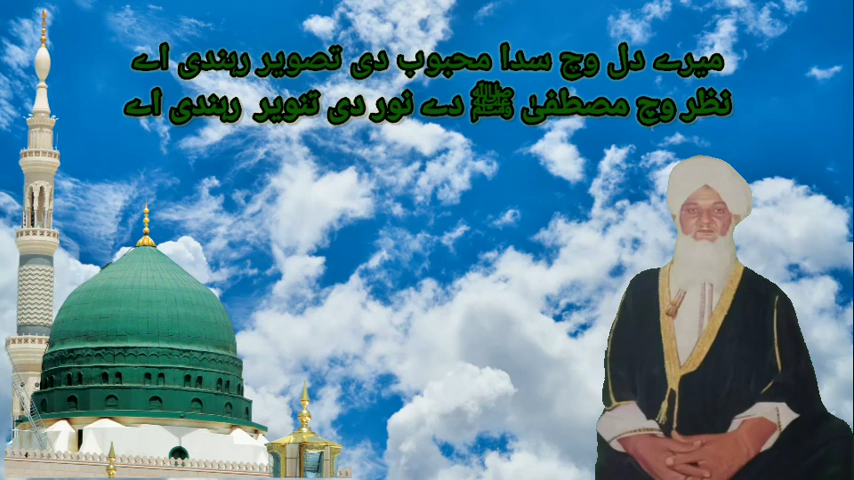 میرے دل وچ سدا محبوب دی تصویر رہندی اے
نظر وچ مصطفیٰ ﷺ دے نور دی تنویر رہندی اے